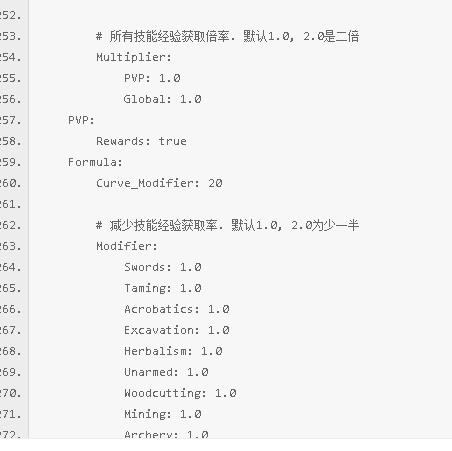 252.
253. # 所有技能经验获取倍率. 默认1.0, 2.0是二倍
254. Multiplier:
255. PVP: 1.0
256. Global: 1.0
257. PVP:
258. Rewards: true
259. Formula:
260. Curve_Modifier: 20
261.
262. # 减少技能经验获取率. 默认1.0, 2.0为少一半
263. Modifier:
264. Swords: 1.0
265. Taming: 1.0
266. Acrobatics: 1.0
267. Excavation: 1.0
268. Herbalism: 1.0
269. Unarmed: 1.0
270. Woodcutting: 1.0
271. Mining: 1.0
272. Archery: 1.0